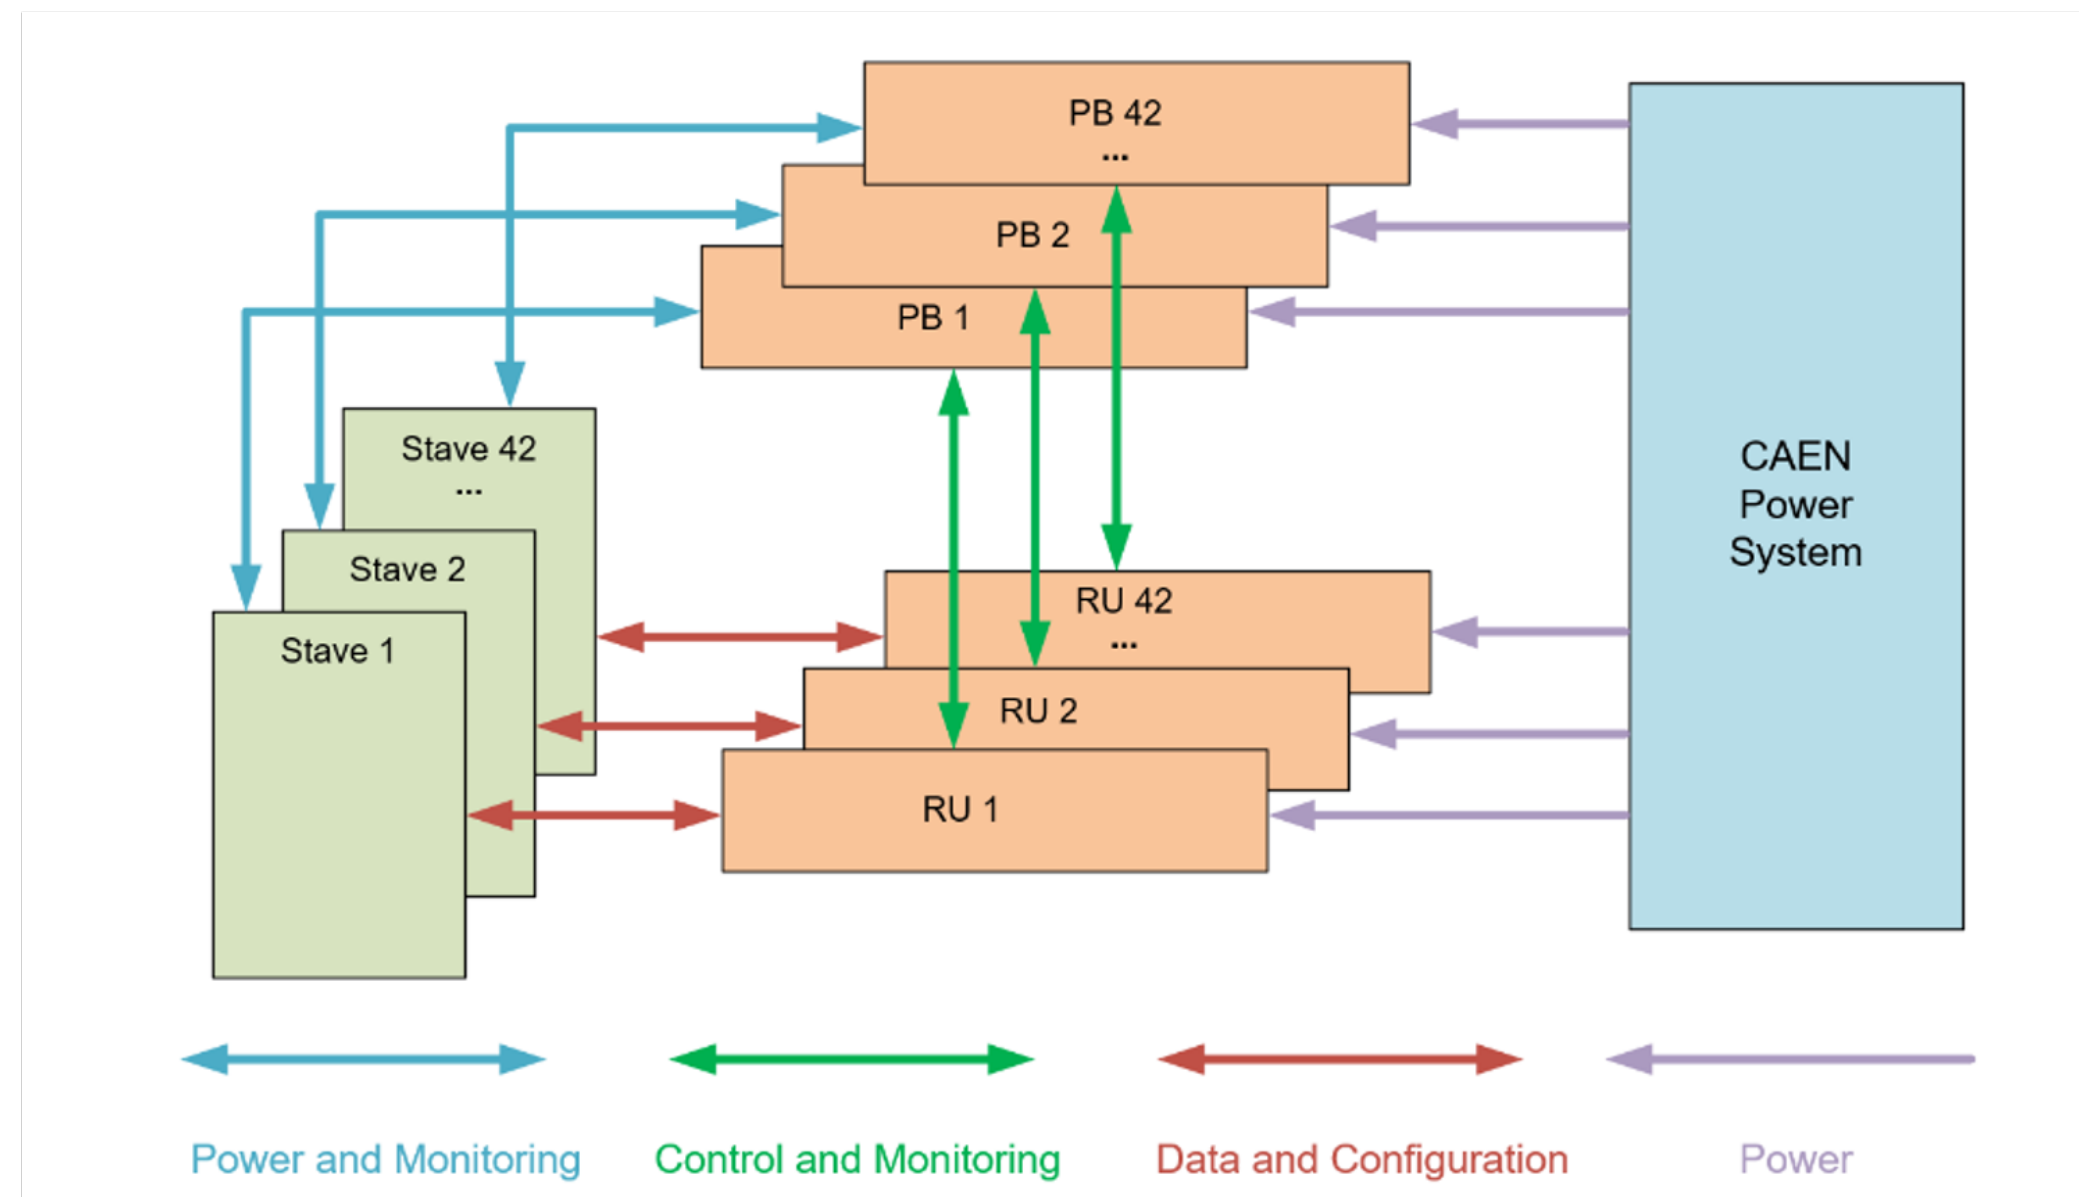 PB 42
...
PB 2
PB 1
Stave 42
...
Stave 2
Stave 1
RU 42
...
RU 2
RU 1
CAEN
Power
System
Power and Monitoring
Control and Monitoring
Data and Configuration
Power